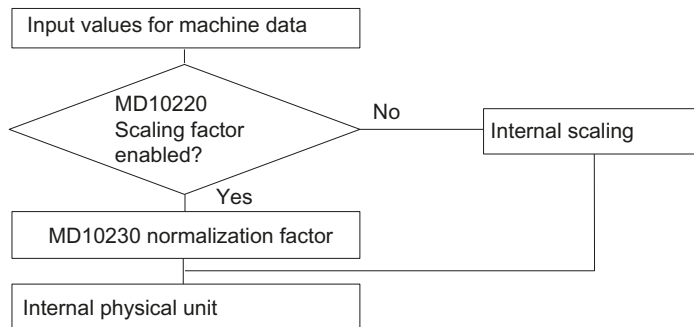 Input values for machine data
MD10220
Scaling factor
enabled?
No
Internal scaling
Yes
MD10230 normalization factor
Internal physical unit